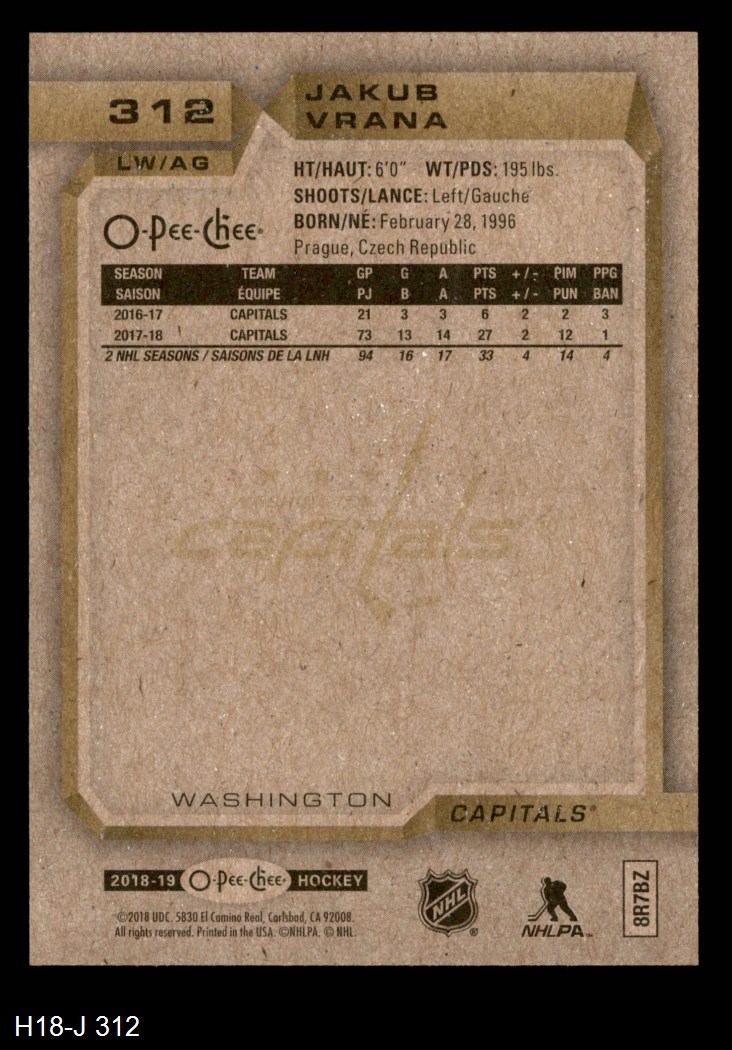 312
JAKUB
VRANA
LW/AG
HT/HAUT: 6'0" WT/PDS: 195 lbs.
SHOOTS/LANCE: Left/Gauche
BORN/NÉ: February 28, 1996
Prague, Czech Republic
O-Pee-Chee®
SEASON TEAM GP G A PTS +/- PIM PPG
SAISON ÉQUIPE PJ B A PTS +/- PUN BAN
2016-17 CAPITALS 21 3 3 6 2 2 3
2017-18 CAPITALS 73 13 14 27 2 12 1
2 NHL SEASONS / SAISONS DE LA LNH 94 16 17 33 4 14 4
capitals
WASHINGTON
CAPITALS®
2018-19 O-Pee-Chee® HOCKEY
©2018 UDC. 5830 El Camino Real, Carlsbad, CA 92008.
All rights reserved. Printed in the USA. ©NHLPA. © NHL.
NHL ®
NHLPA™
8R7BZ
H18-J 312